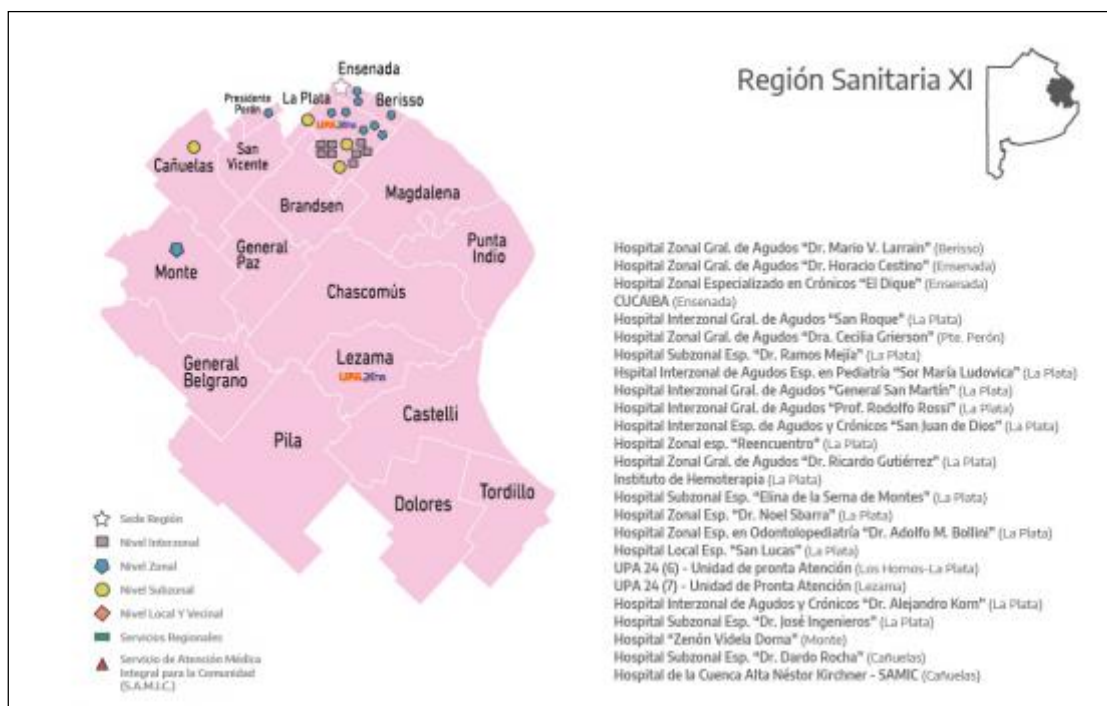 Región Sanitaria XI
Ensenada
Presidente
Perón
La Plata
Berisso
UPA24hs
Cañuelas
San
Vicente
Brandsen
Magdalena
Monte
General
Paz
Punta
Indio
Chascomús
General
Belgrano
Lezama
UPA24hs
Castelli
Pila
Dolores
Tordillo
Sede Región
Nivel Interzonal
Nivel Zonal
Nivel Subzonal
Nivel Local Y Vecinal
Servicios Regionales
Servicio de Atención Médica
Integral para la Comunidad
(S.A.M.I.C.)
Hospital Zonal Gral. de Agudos “Dr. Mario V. Larrain” (Berisso)
Hospital Zonal Gral. de Agudos “Dr. Horacio Cestino” (Ensenada)
Hospital Zonal Especializado en Crónicos “El Dique” (Ensenada)
CUCAIBA (Ensenada)
Hospital Interzonal Gral. de Agudos “San Roque” (La Plata)
Hospital Zonal Gral. de Agudos “Dra. Cecilia Grierson” (Pte. Perón)
Hospital Subzonal Esp. “Dr. Ramos Mejía” (La Plata)
Hspital Interzonal de Agudos Esp. en Pediatría “Sor María Ludovica” (La Plata)
Hospital Interzonal Gral. de Agudos “General San Martín” (La Plata)
Hospital Interzonal Gral. de Agudos “Prof. Rodolfo Rossi” (La Plata)
Hospital Interzonal Esp. de Agudos y Crónicos “San Juan de Dios” (La Plata)
Hospital Zonal esp. “Reencuentro” (La Plata)
Hospital Zonal Gral. de Agudos “Dr. Ricardo Gutiérrez” (La Plata)
Instituto de Hemoterapia (La Plata)
Hospital Subzonal Esp. “Elina de la Serna de Montes” (La Plata)
Hospital Zonal Esp. “Dr. Noel Sbarra” (La Plata)
Hospital Zonal Esp. en Odontolopediatría “Dr. Adolfo M. Bollini” (La Plata)
Hospital Local Esp. “San Lucas” (La Plata)
UPA 24 (6) - Unidad de pronta Atención (Los Hornos-La Plata)
UPA 24 (7) - Unidad de Pronta Atención (Lezama)
Hospital Interzonal de Agudos y Crónicos “Dr. Alejandro Korn” (La Plata)
Hospital Subzonal Esp. “Dr. José Ingenieros” (La Plata)
Hospital “Zenón Videla Dorna” (Monte)
Hospital Subzonal Esp. “Dr. Dardo Rocha” (Cañuelas)
Hospital de la Cuenca Alta Néstor Kirchner - SAMIC (Cañuelas)